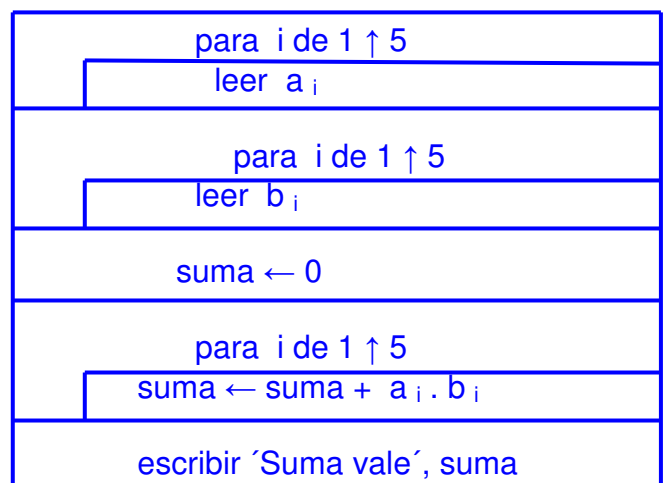 para i de 1 ↑ 5
leer a i
para i de 1 ↑ 5
leer b i
suma ← 0
para i de 1 ↑ 5
suma ← suma + a i . b i
escribir ´Suma vale´, suma